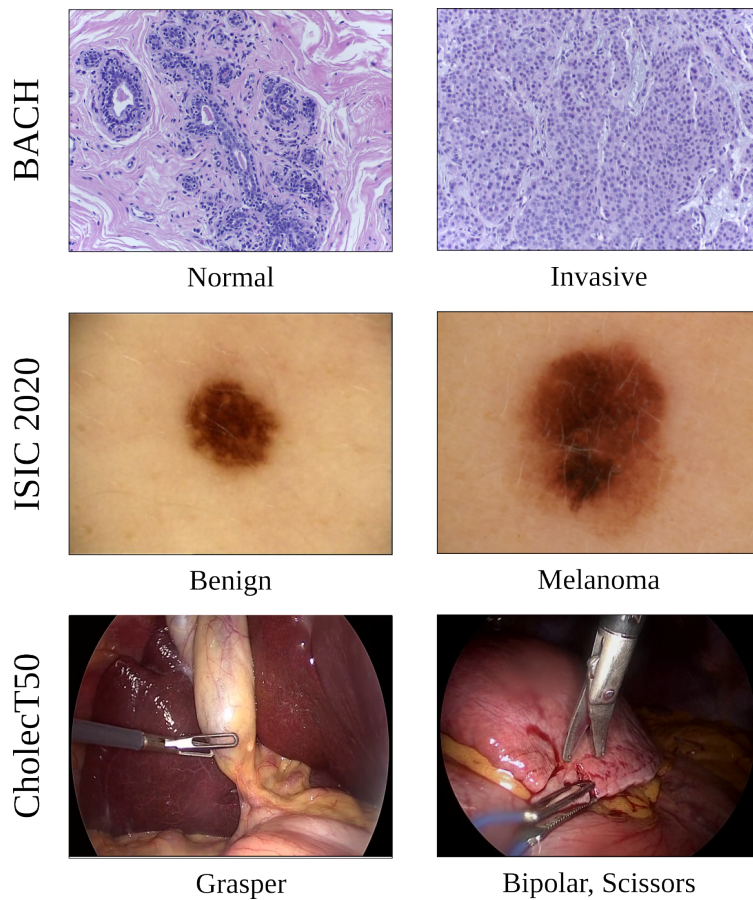 BACH
Normal
Invasive
ISIC 2020
Benign
Melanoma
CholecT50
Grasper
Bipolar, Scissors